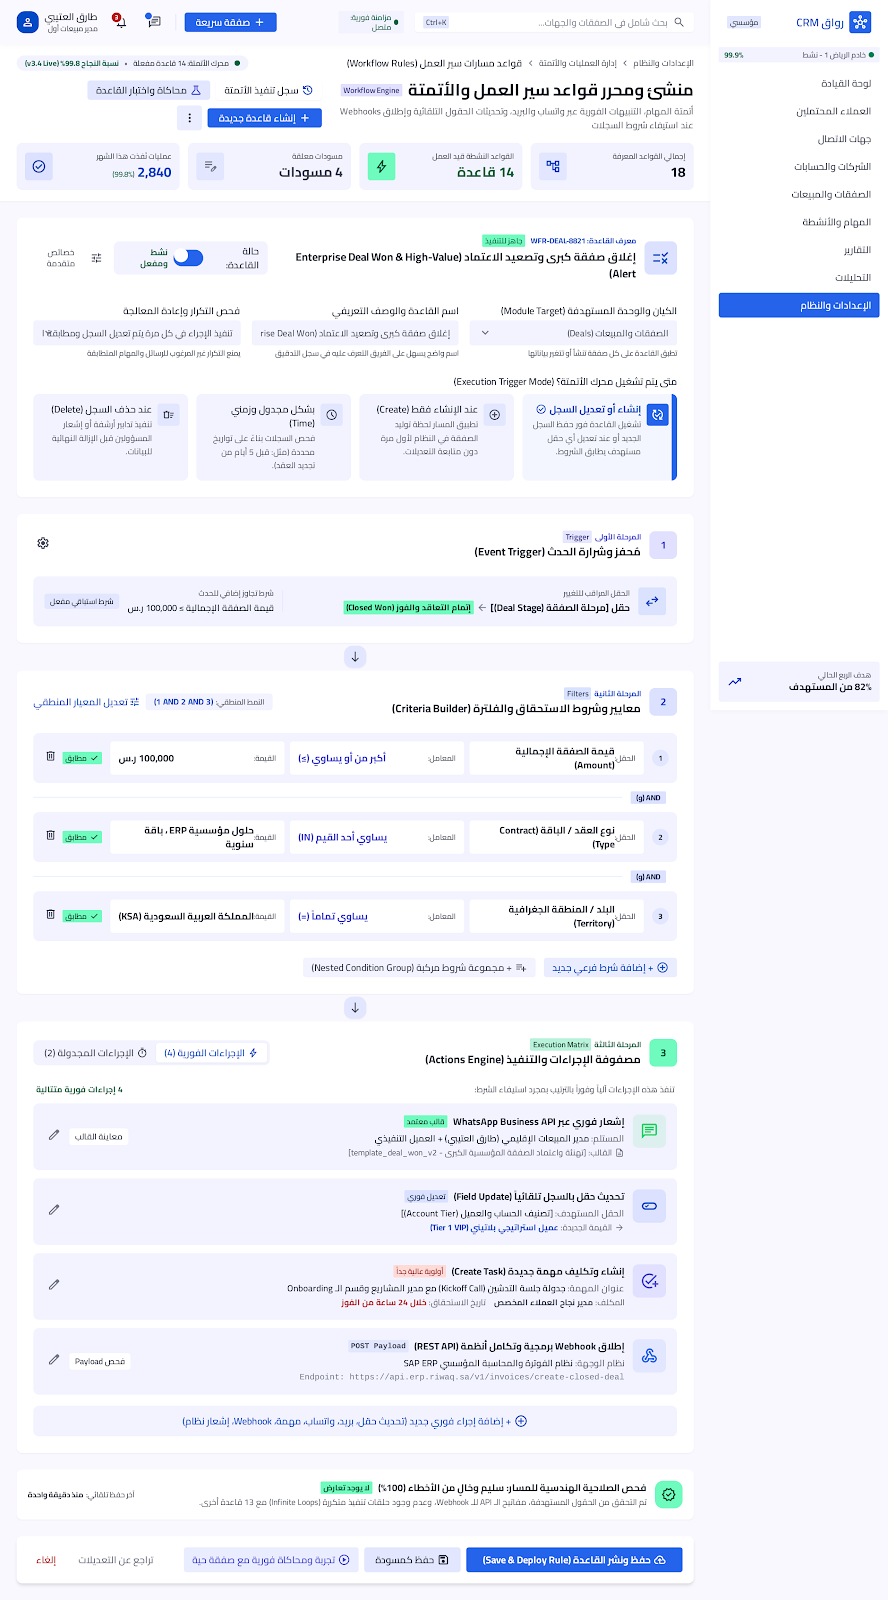 رواق CRM
مؤسسي
خادم الرياض 1 - نشط
99.9%
لوحة القيادة
العملاء المحتملين
جهات الاتصال
الشركات والحسابات
الصفقات والمبيعات
المهام والأنشطة
التقارير
التحليلات
الإعدادات والنظام
هدف الربع الحالي
82% من المستهدف
بحث شامل في الصفقات والجهات...
Ctrl+K
مزامنة فورية: متصل
صفقة سريعة
3
طارق العتيبي
مدير مبيعات أول
الإعدادات والنظام
إدارة العمليات والأتمتة
قواعد مسارات سير العمل (Workflow Rules)
محرك الأتمتة: 14 قاعدة مفعلة • نسبة النجاح 99.8% (v3.4 Live)
منشئ ومحرر قواعد سير العمل والأتمتة
Workflow Engine
أتمتة المهام، التنبيهات الفورية عبر واتساب والبريد، وتحديثات الحقول التلقائية وإطلاق Webhooks
عند استيفاء شروط السجلات
سجل تنفيذ الأتمتة
محاكاة واختبار القاعدة
إنشاء قاعدة جديدة
إجمالي القواعد المعرفة
18
القواعد النشطة قيد العمل
14 قاعدة
مسودات معلقة
4 مسودات
عمليات نُفذت هذا الشهر
2,840 (99.8%)
معرف القاعدة: WFR-DEAL-8821
جاهز للتنفيذ
إغلاق صفقة كبرى وتصعيد الاعتماد (Enterprise Deal Won & High-Value
Alert)
حالة القاعدة:
نشط ومفعل
خصائص متقدمة
الكيان والوحدة المستهدفة (Module Target)
الصفقات والمبيعات (Deals)
تطبق القاعدة على كل صفقة تنشأ أو تتغير بياناتها
اسم القاعدة والوصف التعريفي
إغلاق صفقة كبرى وتصعيد الاعتماد (rise Deal Won
اسم واضح يسهل على الفريق التعرف عليه في سجل التدقيق
فحص التكرار وإعادة المعالجة
تنفيذ الإجراء في كل مرة يتم تعديل السجل ومطابقة
يمنع التكرار غير المرغوب للرسائل والمهام المتطابقة
متى يتم تشغيل محرك الأتمتة؟ (Execution Trigger Mode)
إنشاء أو تعديل السجل
تشغيل القاعدة فور حفظ السجل
الجديد أو عند تعديل أي حقل
مستهدف يطابق الشروط.
عند الإنشاء فقط (Create)
تطبيق المسار لحظة توليد
الصفقة في النظام لأول مرة
دون متابعة التعديلات.
بشكل مجدول وزمني
(Time)
فحص السجلات بناءً على تواريخ
محددة (مثل: قبل 5 أيام من
تجديد العقد).
عند حذف السجل (Delete)
تنفيذ تدابير أرشفة أو إشعار
المسؤولين قبل الإزالة النهائية
للبيانات.
1
المرحلة الأولى
Trigger
مُحفز وشرارة الحدث (Event Trigger)
الحقل المراقب للتغيير
حقل [مرحلة الصفقة (Deal Stage)] ← إتمام التعاقد والفوز (Closed Won)
شرط تجاوز إضافي للحدث
قيمة الصفقة الإجمالية ≥ 100,000 ر.س
شرط استباقي مفعل
2
المرحلة الثانية
Filters
معايير وشروط الاستحقاق والفلترة (Criteria Builder)
النمط المنطقي: (1 AND 2 AND 3)
تعديل المعيار المنطقي
1
الحقل:
قيمة الصفقة الإجمالية (Amount)
المعامل:
أكبر من أو يساوي (≥)
القيمة:
100,000 ر.س
مطابق
AND (و)
2
الحقل:
نوع العقد / الباقة (Contract Type)
المعامل:
يساوي أحد القيم (IN)
القيمة:
حلول مؤسسية ERP ، باقة سنوية
مطابق
AND (و)
3
الحقل:
البلد / المنطقة الجغرافية (Territory)
المعامل:
يساوي تماماً (=)
القيمة:
المملكة العربية السعودية (KSA)
مطابق
+ إضافة شرط فرعي جديد
+ مجموعة شروط مركبة (Nested Condition Group)
3
المرحلة الثالثة
Execution Matrix
مصفوفة الإجراءات والتنفيذ (Actions Engine)
الإجراءات الفورية (4)
الإجراءات المجدولة (2)
تنفذ هذه الإجراءات آلياً وفوراً بالترتيب بمجرد استيفاء الشرط:
4 إجراءات فورية متتالية
إشعار فوري عبر WhatsApp Business API
قالب معتمد
المستلم: مدير المبيعات الإقليمي (طارق العتيبي) + العميل التنفيذي
القالب: [تهنئة واعتماد الصفقة المؤسسية الكبرى - template_deal_won_v2]
معاينة القالب
تحديث حقل بالسجل تلقائياً (Field Update)
تعديل فوري
الحقل المستهدف: [تصنيف الحساب والعميل (Account Tier)]
القيمة الجديدة: عميل استراتيجي بلاتيني (Tier 1 VIP)
إنشاء وتكليف مهمة جديدة (Create Task)
أولوية عالية جداً
عنوان المهمة: جدولة جلسة التدشين (Kickoff Call) مع مدير المشاريع وقسم الـ Onboarding
المكلف: مدير نجاح العملاء المخصص
تاريخ الاستحقاق: خلال 24 ساعة من الفوز
إطلاق Webhook برمجية وتكامل أنظمة (REST API)
POST Payload
نظام الوجهة: نظام الفوترة والمحاسبة المؤسسي SAP ERP
Endpoint: https://api.erp.riwaq.sa/v1/invoices/create-closed-deal
فحص Payload
+ إضافة إجراء فوري جديد (تحديث حقل، بريد، واتساب، مهمة، Webhook، إشعار نظام)
فحص الصلاحية الهندسية للمسار: سليم وخالٍ من الأخطاء (100%)
لا يوجد تعارض
تم التحقق من الحقول المستهدفة، مفاتيح الـ API للـ Webhook، وعدم وجود حلقات تنفيذ متكررة (Infinite Loops) مع 13 قاعدة أخرى.
آخر حفظ تلقائي: منذ دقيقة واحدة
حفظ ونشر القاعدة (Save & Deploy Rule)
حفظ كمسودة
تجربة ومحاكاة فورية مع صفقة حية
تراجع عن التعديلات
إلغاء